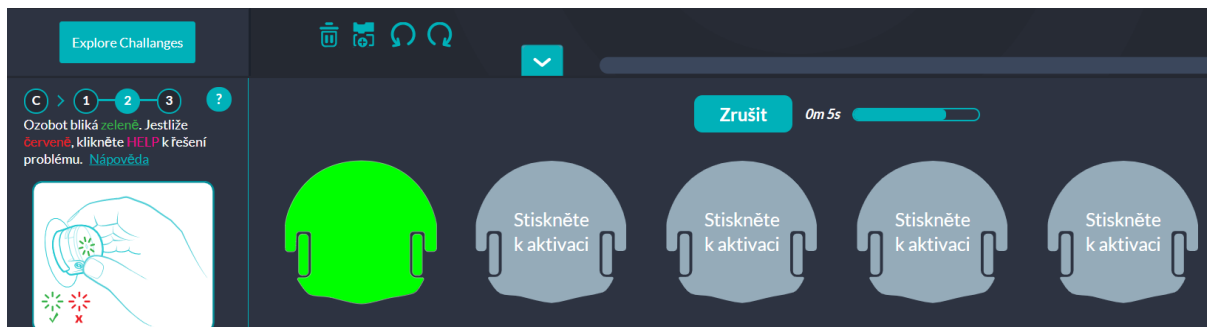 Explore Challanges
C > 1 2 3 ?
Ozobot bliká zeleně. Jestliže
červeně, klikněte HELP k řešení
problému. Nápověda
Zrušit 0m 5s
Stiskněte
k aktivaci
Stiskněte
k aktivaci
Stiskněte
k aktivaci
Stiskněte
k aktivaci